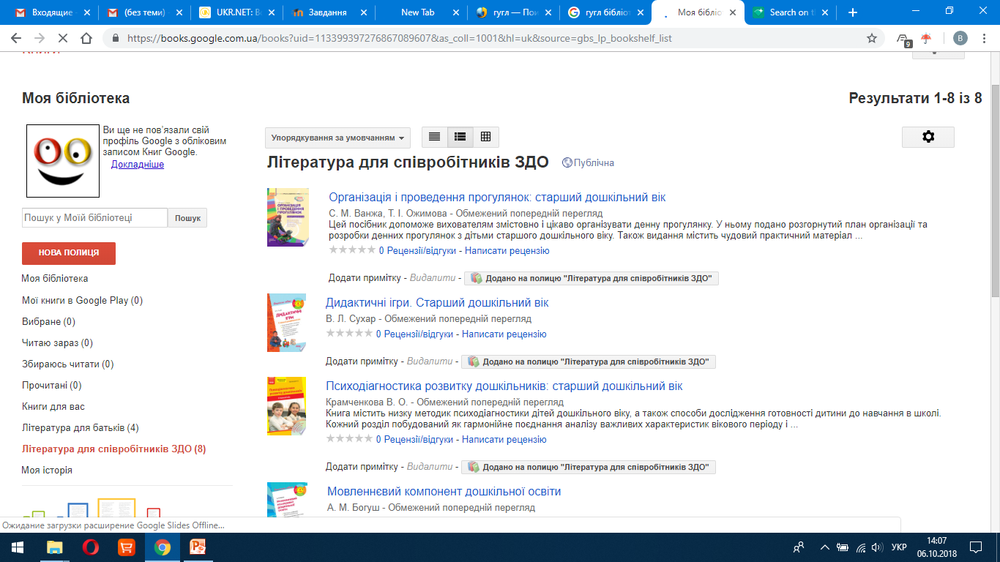 Входящие -
(без теми) -
UKR.NET: В
Завдання
New Tab
гугл — Пои
гугл бібліот
Моя бібліо
Search on t
https://books.google.com.ua/books?uid=113399397276867089607&as_coll=1001&hl=uk&source=gbs_lp_bookshelf_list
9
B
Моя бібліотека
Результати 1-8 із 8
Ви ще не пов'язали свій
профіль Google з обліковим
записом Книг Google.
Докладніше
Пошук у Моїй бібліотеці
Пошук
НОВА ПОЛИЦЯ
Моя бібліотека
Мої книги в Google Play (0)
Вибране (0)
Читаю зараз (0)
Збираюсь читати (0)
Прочитані (0)
Книги для вас
Література для батьків (4)
Література для співробітників ЗДО (8)
Моя історія
Упорядкування за умовчанням
Література для співробітників ЗДО Публічна
Організація і проведення прогулянок: старший дошкільний вік
С. М. Ванжа, Т. І. Ожимова - Обмежений попередній перегляд
Цей посібник допоможе вихователям змістовно і цікаво організувати денну прогулянку. У ньому подано розгорнутий план організації та
розробки денних прогулянок з дітьми старшого дошкільного віку. Також видання містить чудовий практичний матеріал ...
0 Рецензії/відгуки - Написати рецензію
Додати примітку - Видалити - Додано на полицю "Література для співробітників ЗДО"
Дидактичні ігри. Старший дошкільний вік
В. Л. Сухар - Обмежений попередній перегляд
0 Рецензії/відгуки - Написати рецензію
Додати примітку - Видалити - Додано на полицю "Література для співробітників ЗДО"
Психодіагностика розвитку дошкільників: старший дошкільний вік
Крамченкова В. О. - Обмежений попередній перегляд
Книга містить низку методик психодіагностики дітей дошкільного віку, а також способи дослідження готовності дитини до навчання в школі.
Кожний розділ побудований як гармонійне поєднання аналізу важливих характеристик вікового періоду і ...
0 Рецензії/відгуки - Написати рецензію
Додати примітку - Видалити - Додано на полицю "Література для співробітників ЗДО"
Мовленнєвий компонент дошкільної освіти
А. М. Богуш - Обмежений попередній перегляд
Ожидание загрузки расширение Google Slides Offline...
УКР
14:07
06.10.2018